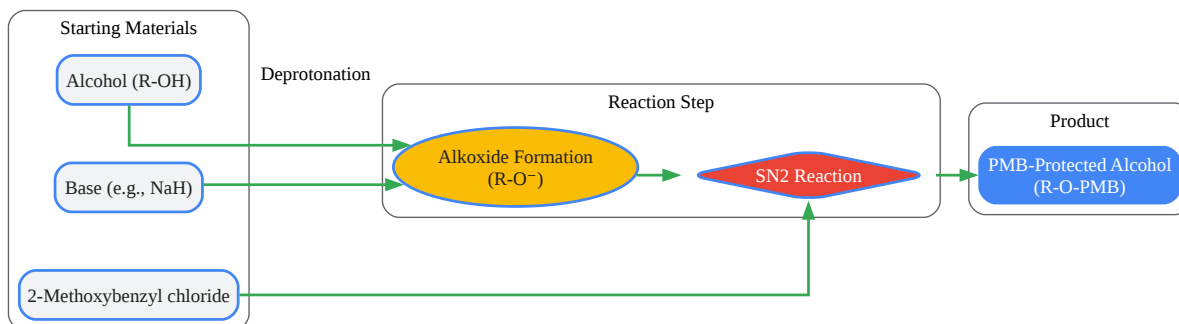 Starting Materials
Alcohol (R-OH)
Deprotonation
Base (e.g., NaH)
2-Methoxybenzyl chloride
Reaction Step
Alkoxide Formation
(R-O⁻)
SN2 Reaction
Product
PMB-Protected Alcohol
(R-O-PMB)